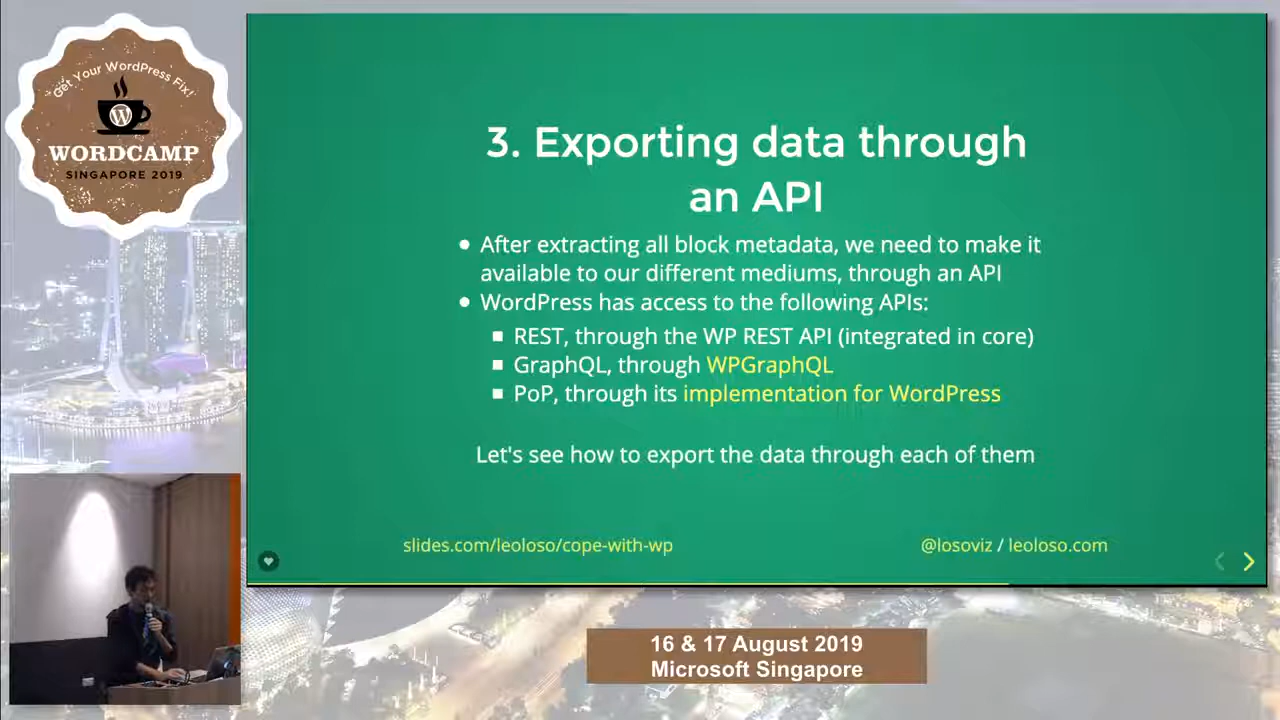 Get Your WordPress Fix!
WORDCAMP
SINGAPORE 2019
3. Exporting data through
an API
● After extracting all block metadata, we need to make it
available to our different mediums, through an API
● WordPress has access to the following APIs:
■ REST, through the WP REST API (integrated in core)
■ GraphQL, through WPGraphQL
■ PoP, through its implementation for WordPress
Let's see how to export the data through each of them
slides.com/leoloso/cope-with-wp
@losoviz / leoloso.com
16 & 17 August 2019
Microsoft Singapore